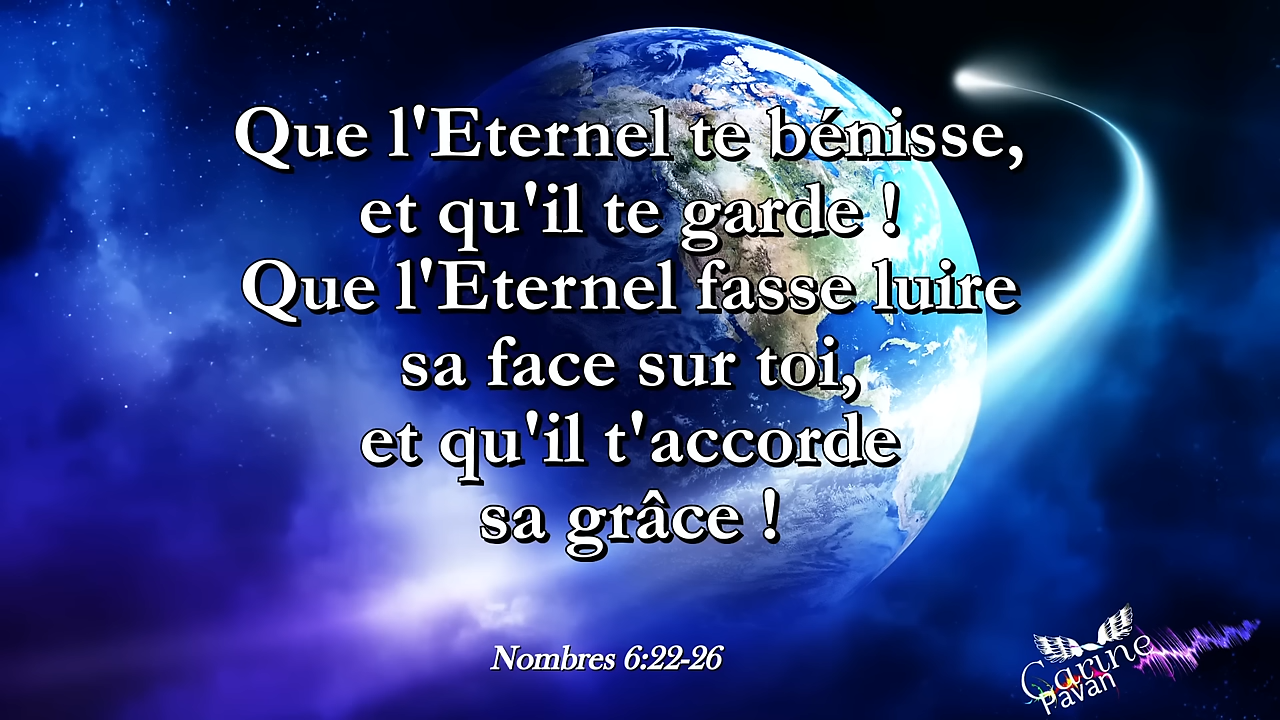 Que l'Eternel te bénisse,
et qu'il te garde !
Que l'Eternel fasse luire
sa face sur toi,
et qu'il t'accorde
sa grâce !
Nombres 6:22-26
Carine
Pavan